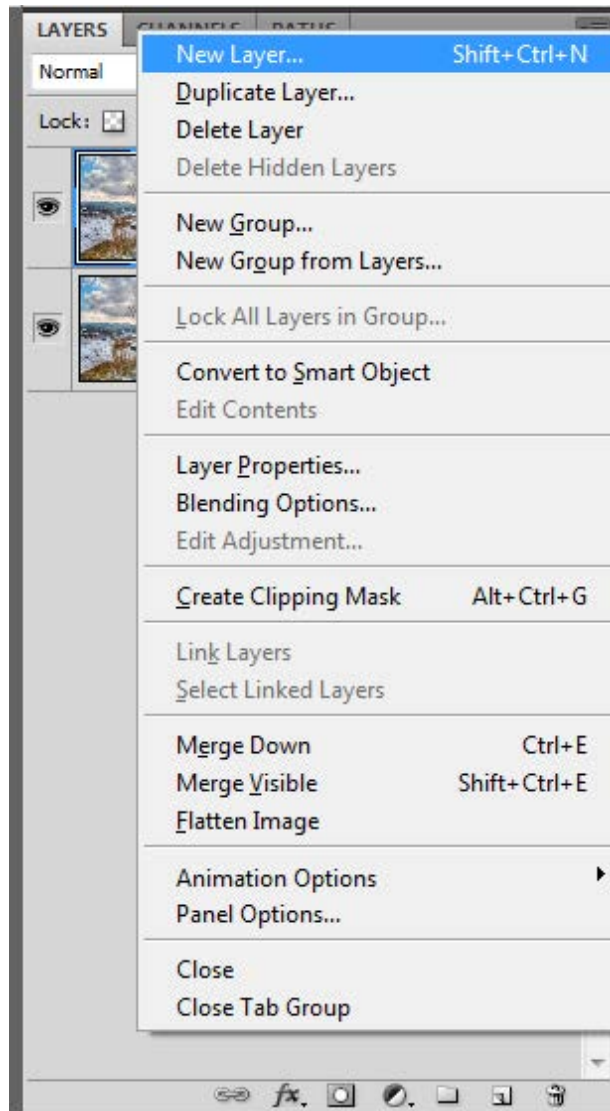 LAYERS CHANNELS PATHS
Normal
Lock:
New Layer... Shift+Ctrl+N
Duplicate Layer...
Delete Layer
Delete Hidden Layers
New Group...
New Group from Layers...
Lock All Layers in Group...
Convert to Smart Object
Edit Contents
Layer Properties...
Blending Options...
Edit Adjustment...
Create Clipping Mask Alt+Ctrl+G
Link Layers
Select Linked Layers
Merge Down Ctrl+E
Merge Visible Shift+Ctrl+E
Flatten Image
Animation Options
Panel Options...
Close
Close Tab Group
fx.